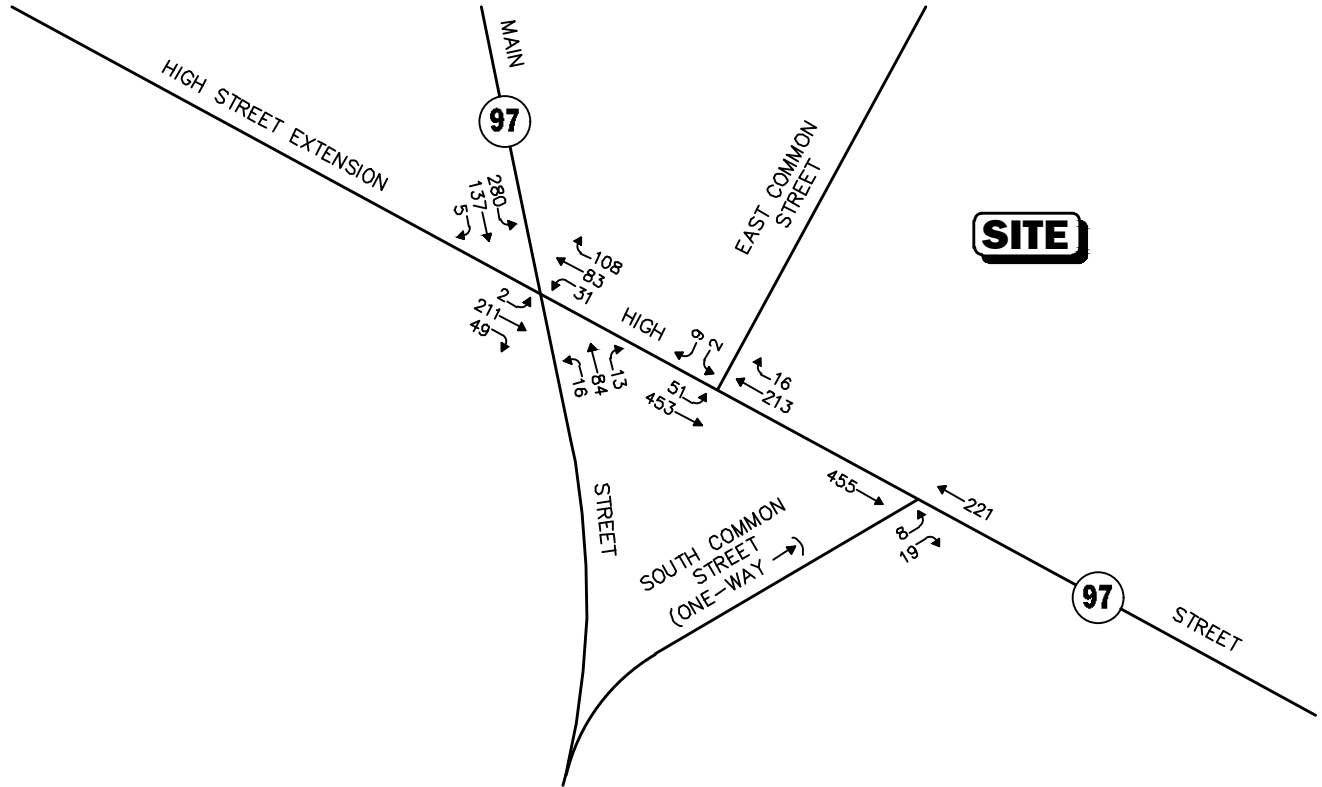 MAIN
HIGH STREET EXTENSION
97
EAST COMMON
STREET
SITE
280
137
5
108
83
31
2
211
49
HIGH
16
84
13
9
2
51
453
16
213
455
221
8
19
STREET
SOUTH COMMON
STREET
(ONE-WAY )
97
STREET